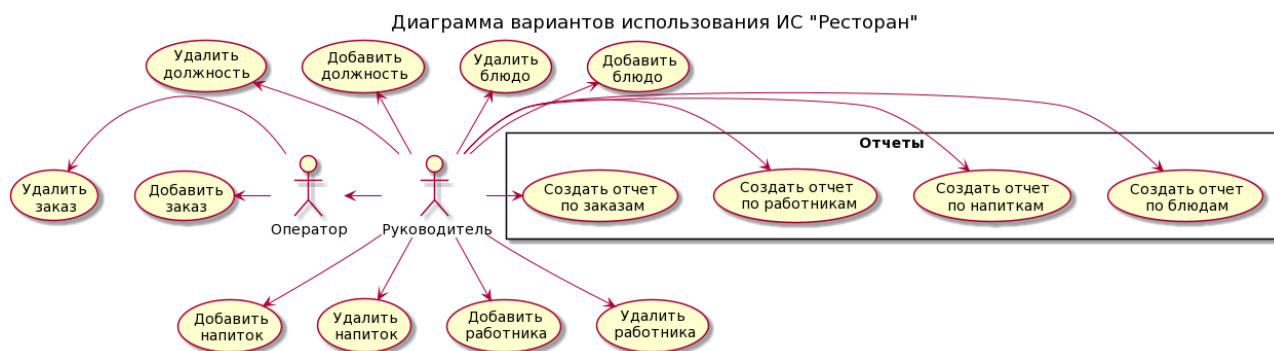 Диаграмма вариантов использования ИС "Ресторан"
Удалить
должность
Добавить
должность
Удалить
блюдо
Добавить
блюдо
Отчеты
Удалить
заказ
Добавить
заказ
Оператор
Руководитель
Создать отчет
по заказам
Создать отчет
по работникам
Создать отчет
по напиткам
Создать отчет
по блюдам
Добавить
напиток
Удалить
напиток
Добавить
работника
Удалить
работника